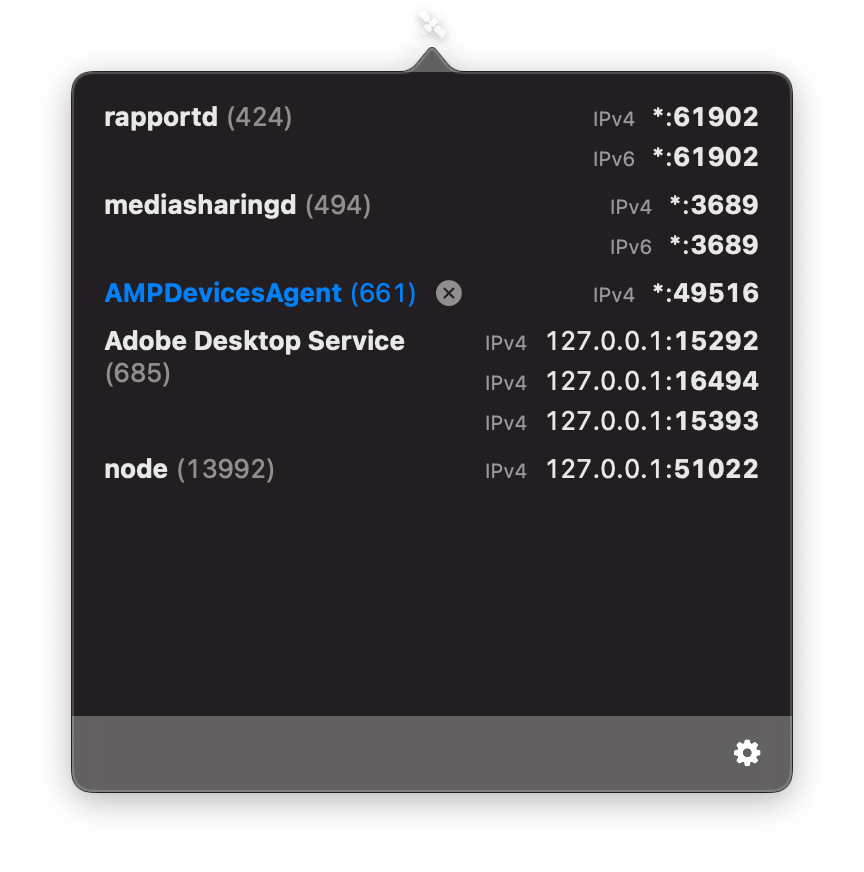 rapportd (424) IPv4 *:61902
IPv6 *:61902
mediasharingd (494) IPv4 *:3689
IPv6 *:3689
AMPDevicesAgent (661) IPv4 *:49516
Adobe Desktop Service IPv4 127.0.0.1:15292
(685) IPv4 127.0.0.1:16494
IPv4 127.0.0.1:15393
node (13992) IPv4 127.0.0.1:51022